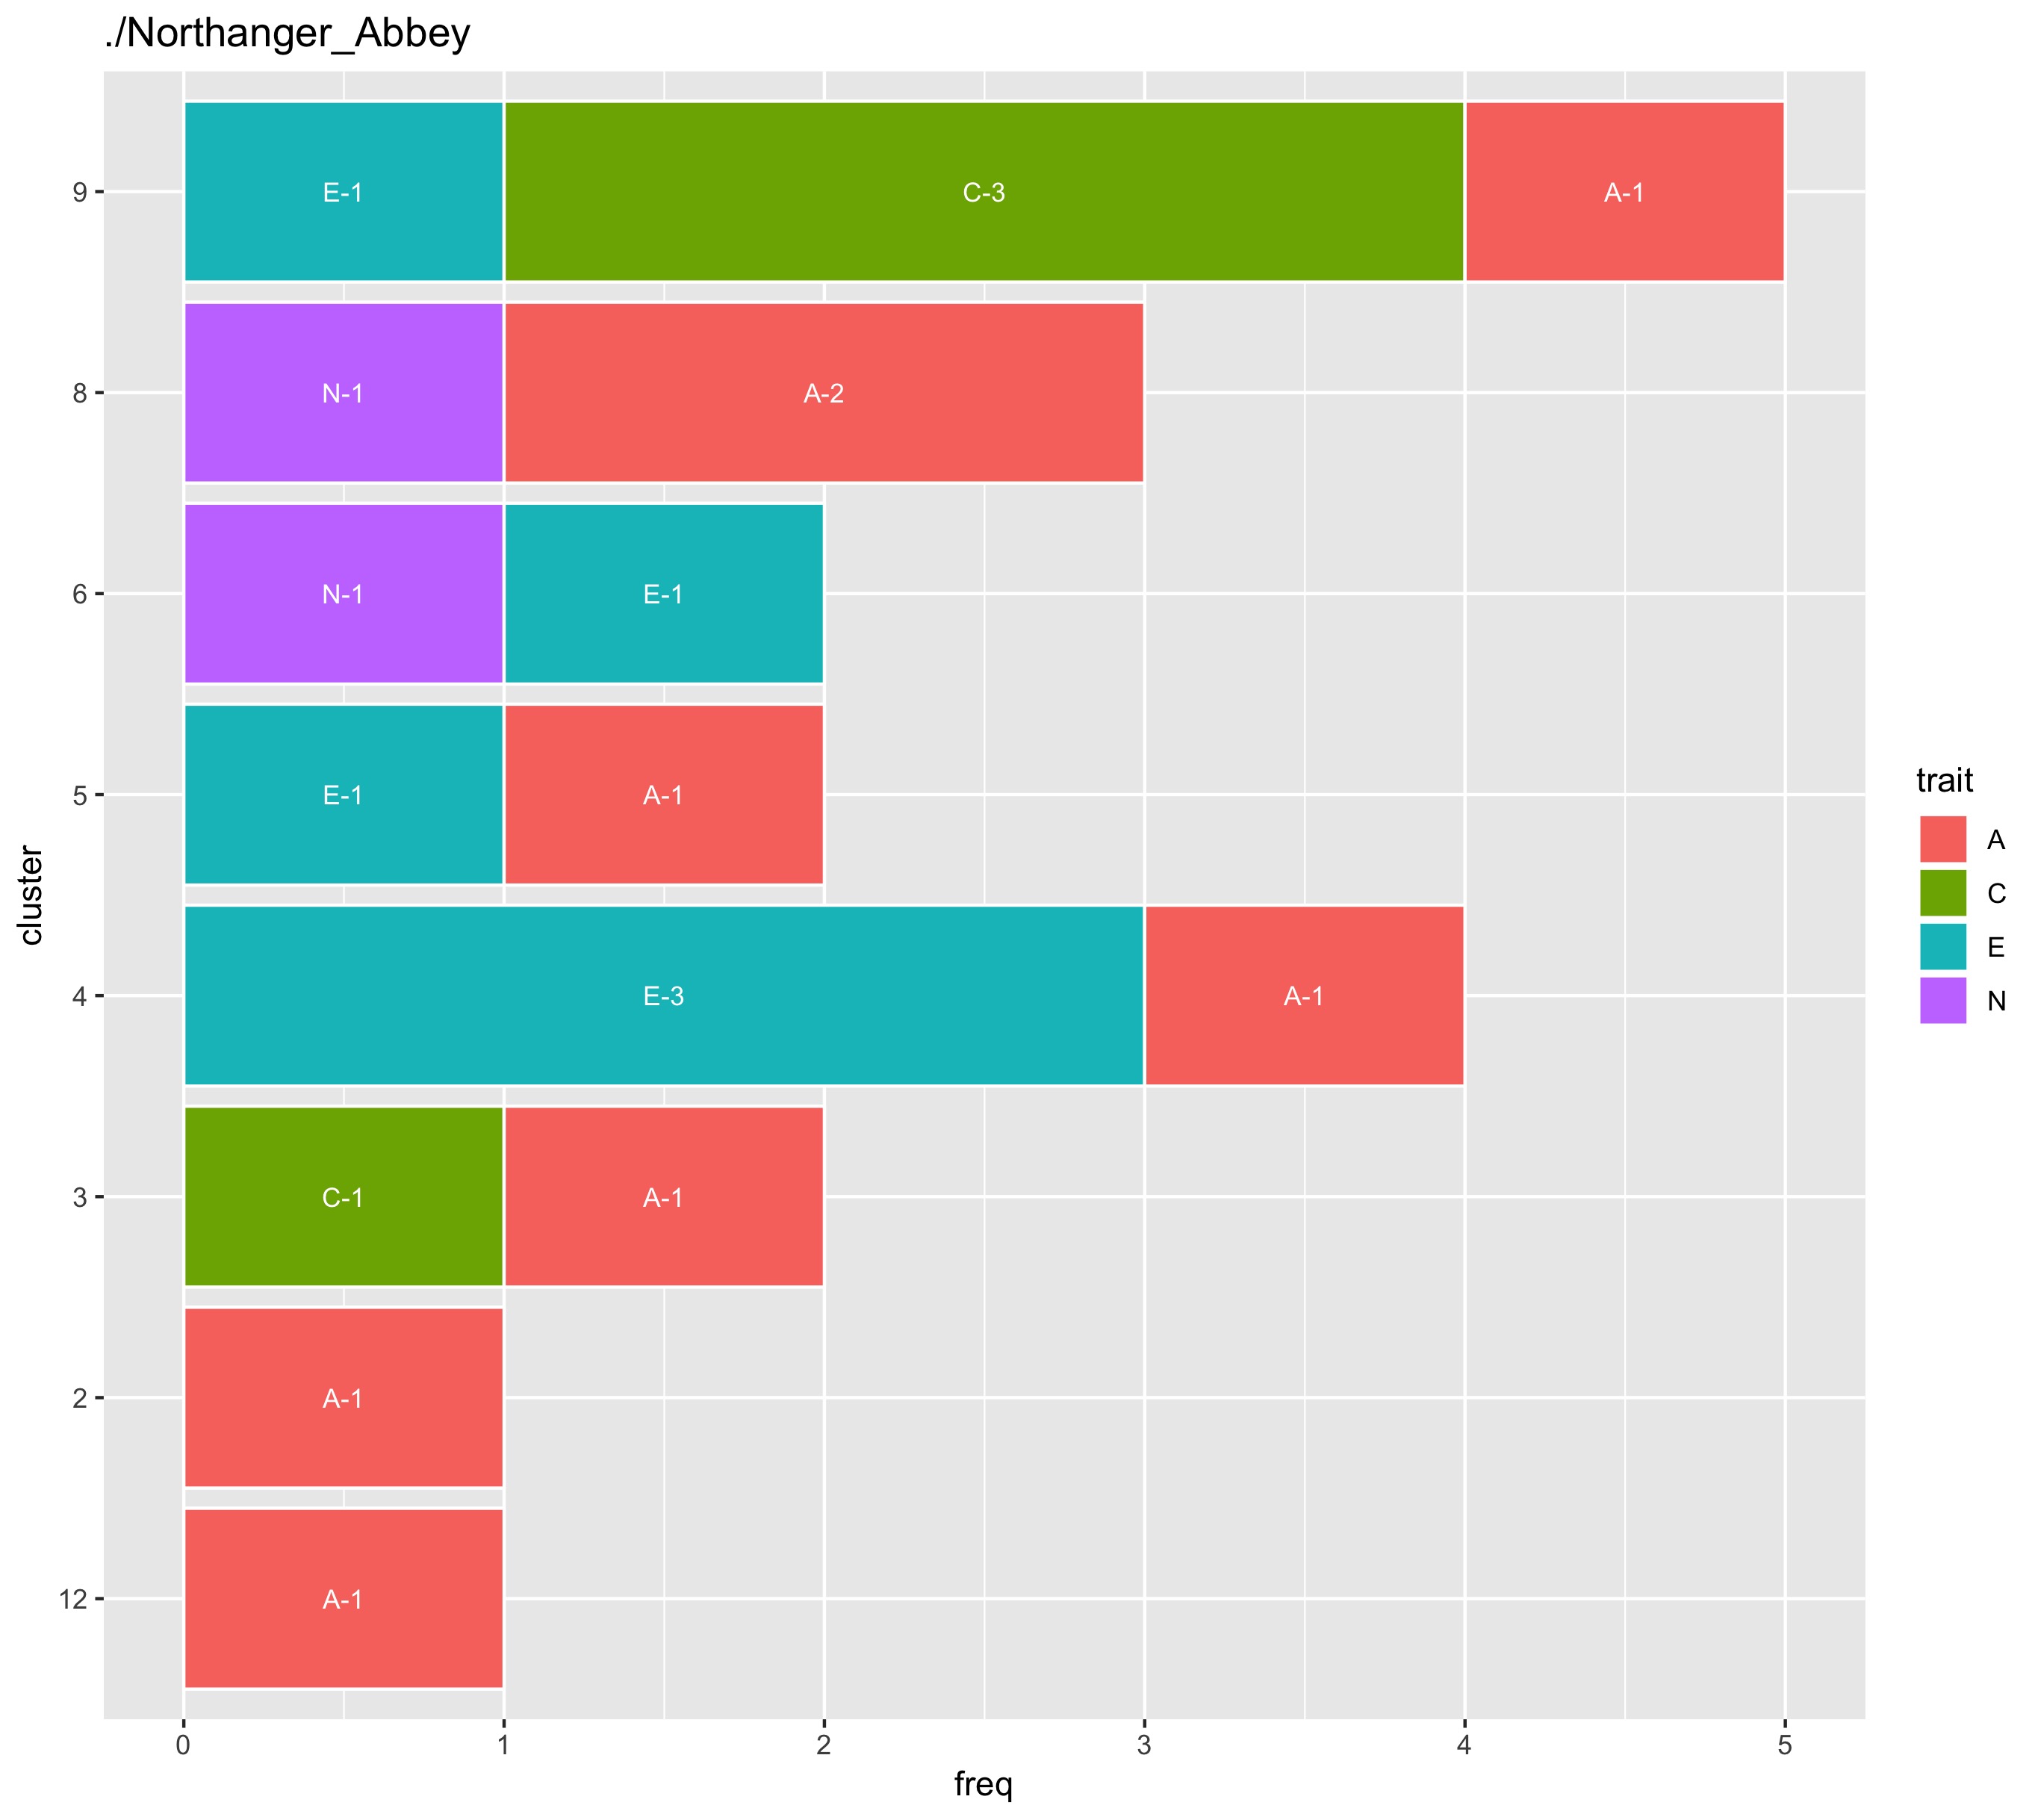 ./Northanger_Abbey
9
E-1
C-3
A-1
8
N-1
A-2
6
N-1
E-1
5
E-1
A-1
4
E-3
A-1
3
C-1
A-1
2
A-1
12
A-1
0
1
2
3
4
5
freq
cluster
trait
A
C
E
N